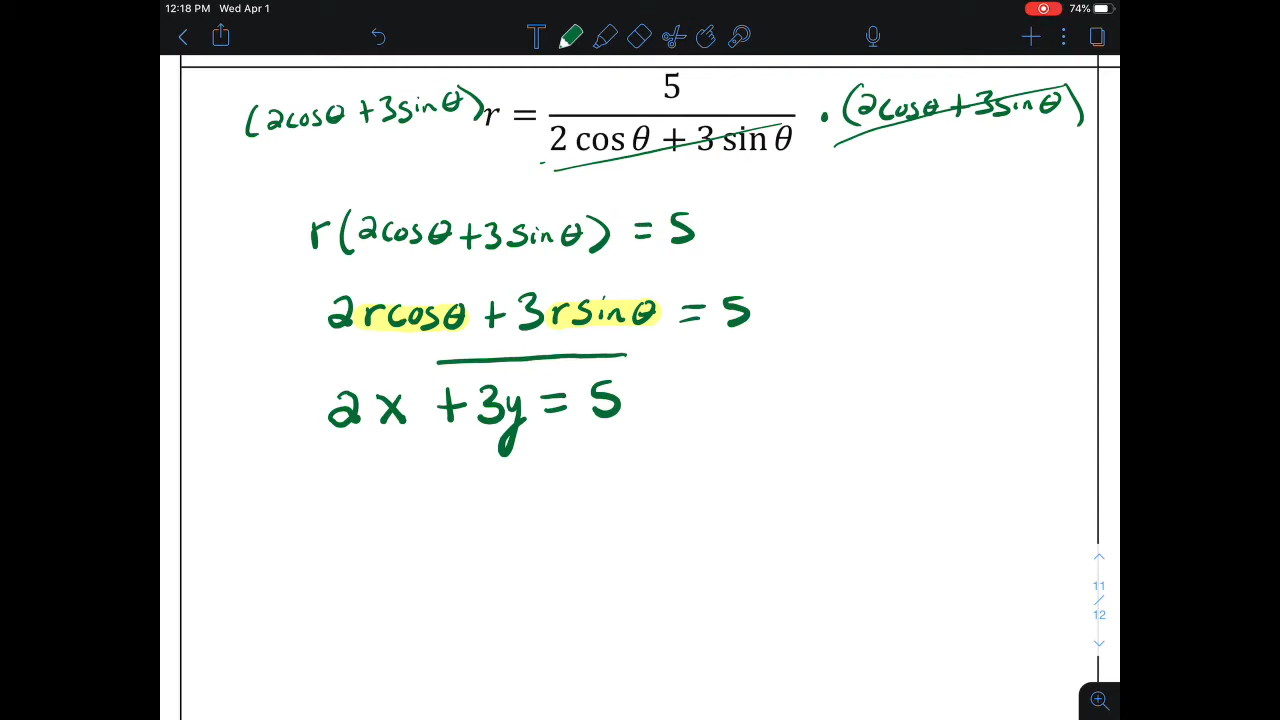 12:18 PM Wed Apr 1 74%
T
(2cosθ + 3sinθ) r = 5 / (2 cos θ + 3 sin θ) · (2cosθ + 3sinθ)
r(2cosθ + 3sinθ) = 5
2rcosθ + 3rsinθ = 5
2x + 3y = 5
11
/
12